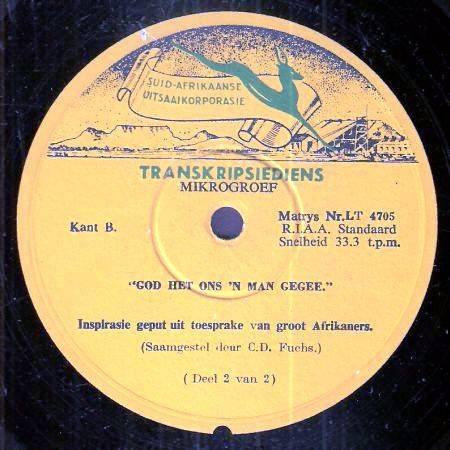 SUID-AFRIKAANSE
UITSAAIKORPORASIE
TRANSKRIPSIEDIENS
MIKROGROEF
Kant B.
Matrys Nr. LT 4705
R.I.A.A. Standaard
Snelheid 33.3 t.p.m.
"GOD HET ONS 'N MAN GEGEE."
Inspirasie geput uit toesprake van groot Afrikaners.
(Saamgestel deur C.D. Fuchs.)
(Deel 2 van 2)